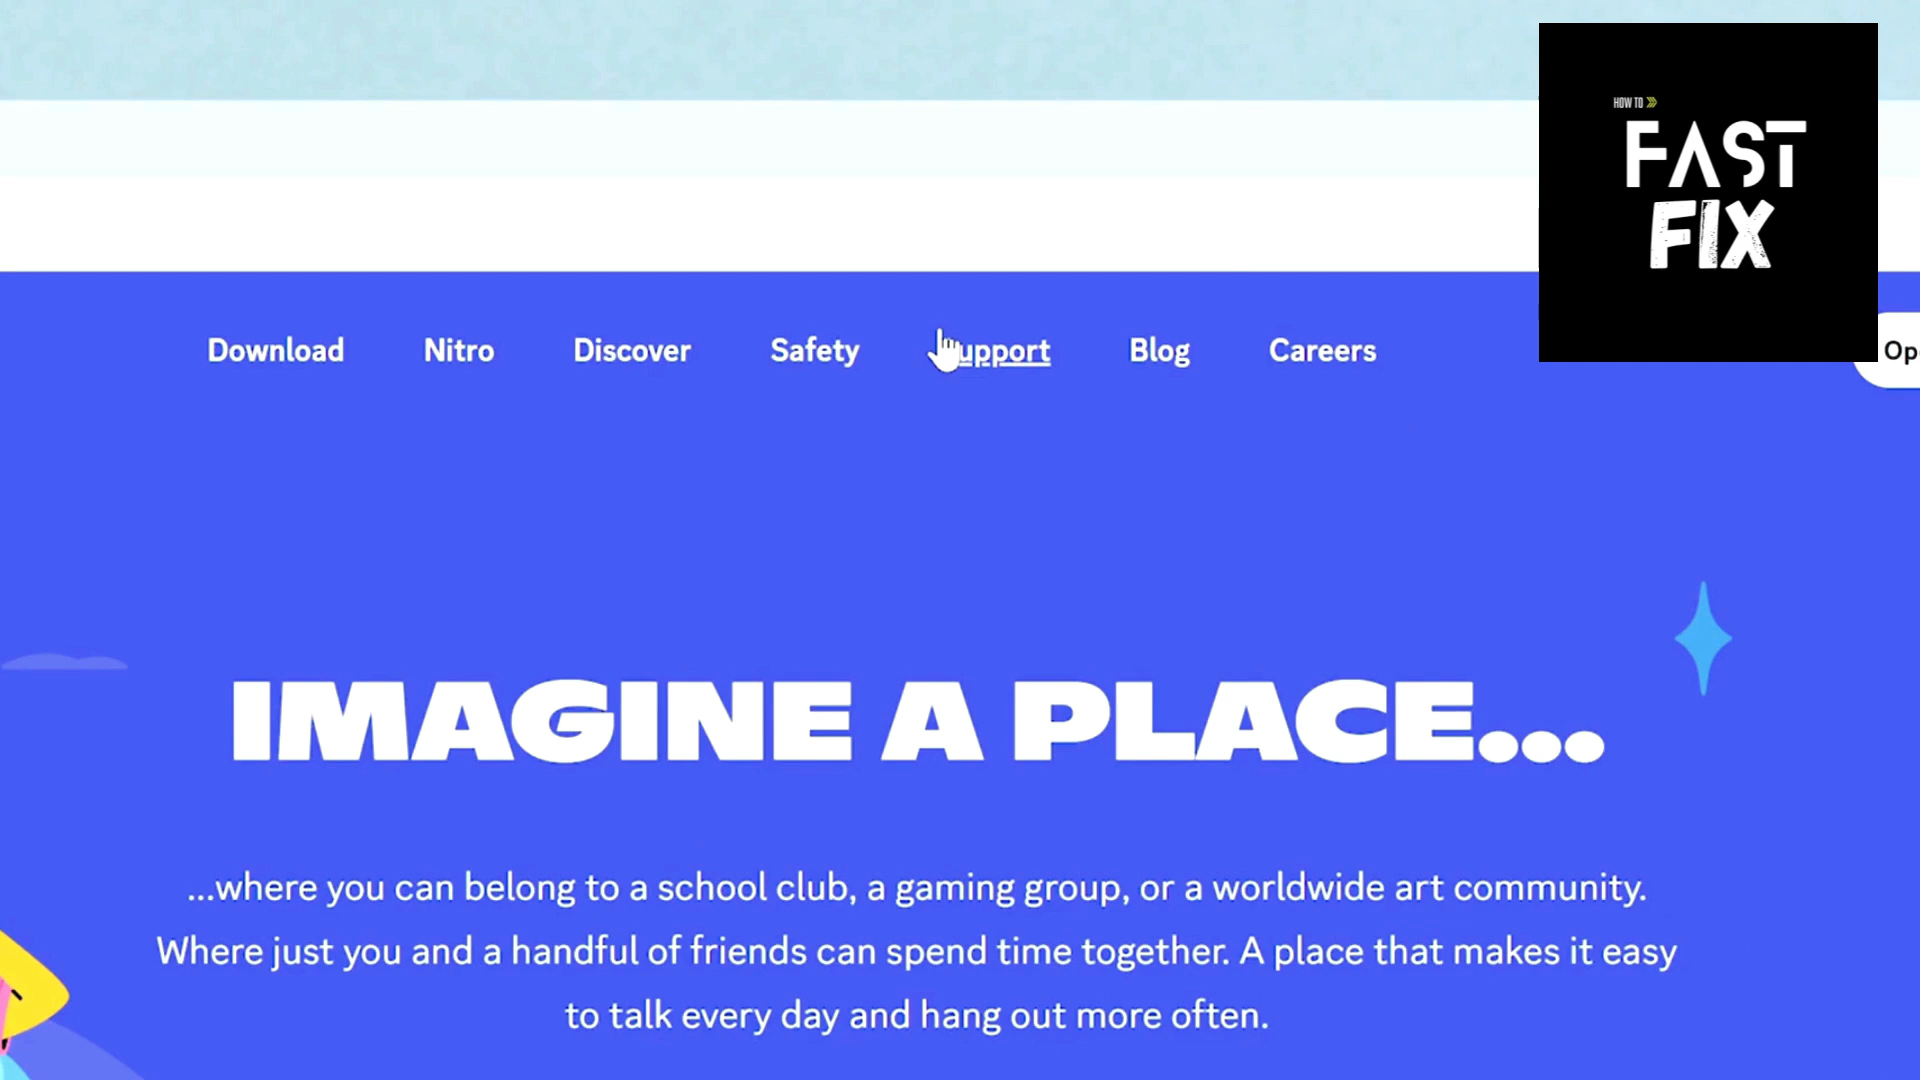 HOW TO
FAST
FIX
Download Nitro Discover Safety Support Blog Careers
IMAGINE A PLACE...
...where you can belong to a school club, a gaming group, or a worldwide art community.
Where just you and a handful of friends can spend time together. A place that makes it easy
to talk every day and hang out more often.